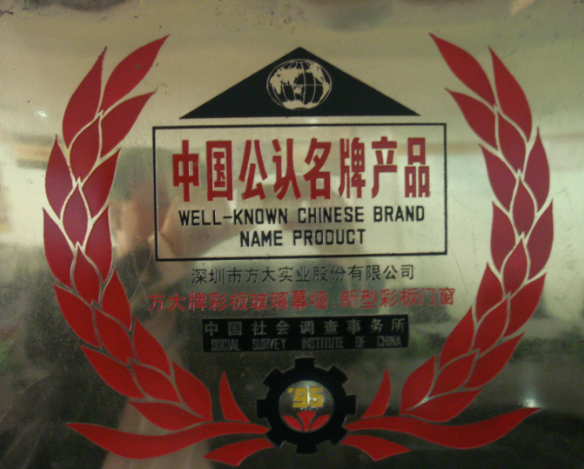 中国公认名牌产品
WELL-KNOWN CHINESE BRAND
NAME PRODUCT
深圳市方大实业股份有限公司
方大牌彩板玻璃幕墙、新型彩板门窗
中国社会调查事务所
SOCIAL SURVEY INSTITUTE OF CHINA
'95